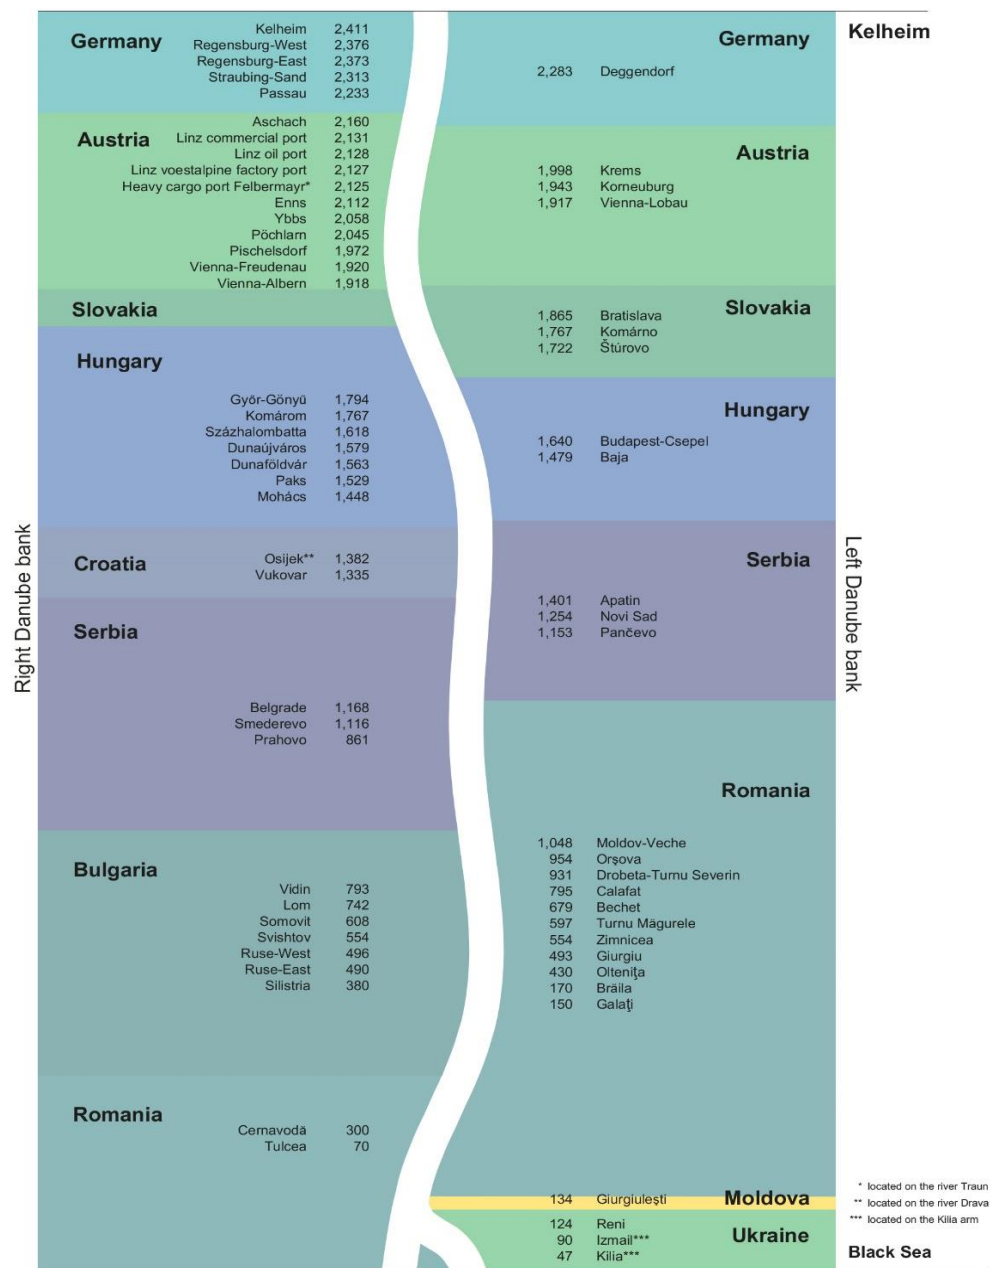 Kelheim
Germany
Kelheim 2,411
Regensburg-West 2,376
Regensburg-East 2,373
Straubing-Sand 2,313
Passau 2,233
Germany
2,283 Deggendorf
Austria
Aschach 2,160
Linz commercial port 2,131
Linz oil port 2,128
Linz voestalpine factory port 2,127
Heavy cargo port Felbermayr* 2,125
Enns 2,112
Ybbs 2,058
Pöchlarn 2,045
Pischelsdorf 1,972
Vienna-Freudenau 1,920
Vienna-Albern 1,918
Austria
1,998 Krems
1,943 Korneuburg
1,917 Vienna-Lobau
Slovakia
Slovakia
1,865 Bratislava
1,767 Komárno
1,722 Štúrovo
Hungary
Győr-Gönyű 1,794
Komárom 1,767
Százhalombatta 1,618
Dunaújváros 1,579
Dunaföldvár 1,563
Paks 1,529
Mohács 1,448
Hungary
1,640 Budapest-Csepel
1,479 Baja
Right Danube bank
Left Danube bank
Croatia
Osijek** 1,382
Vukovar 1,335
Serbia
1,401 Apatin
1,254 Novi Sad
1,153 Pančevo
Serbia
Belgrade 1,168
Smederevo 1,116
Prahovo 861
Romania
1,048 Moldov-Veche
954 Orşova
931 Drobeta-Turnu Severin
795 Calafat
679 Bechet
597 Turnu Măgurele
554 Zimnicea
493 Giurgiu
430 Olteniţa
170 Brăila
150 Galaţi
Bulgaria
Vidin 793
Lom 742
Somovit 608
Svishtov 554
Ruse-West 496
Ruse-East 490
Silistria 380
Romania
Cernavodă 300
Tulcea 70
134 Giurgiuleşti Moldova
124 Reni
90 Izmail***
47 Kilia***
Ukraine
* located on the river Traun
** located on the river Drava
*** located on the Kilia arm
Black Sea